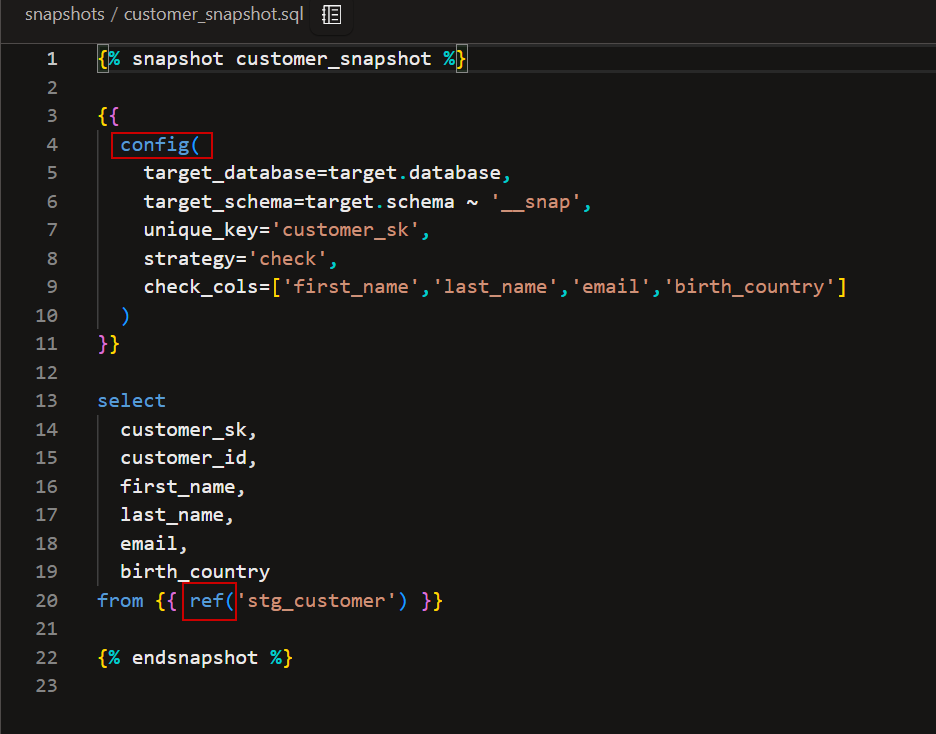 snapshots / customer_snapshot.sql
1 {% snapshot customer_snapshot %}
2
3 {{
4 config(
5 target_database=target.database,
6 target_schema=target.schema ~ '__snap',
7 unique_key='customer_sk',
8 strategy='check',
9 check_cols=['first_name','last_name','email','birth_country']
10 )
11 }}
12
13 select
14 customer_sk,
15 customer_id,
16 first_name,
17 last_name,
18 email,
19 birth_country
20 from {{ ref('stg_customer') }}
21
22 {% endsnapshot %}
23